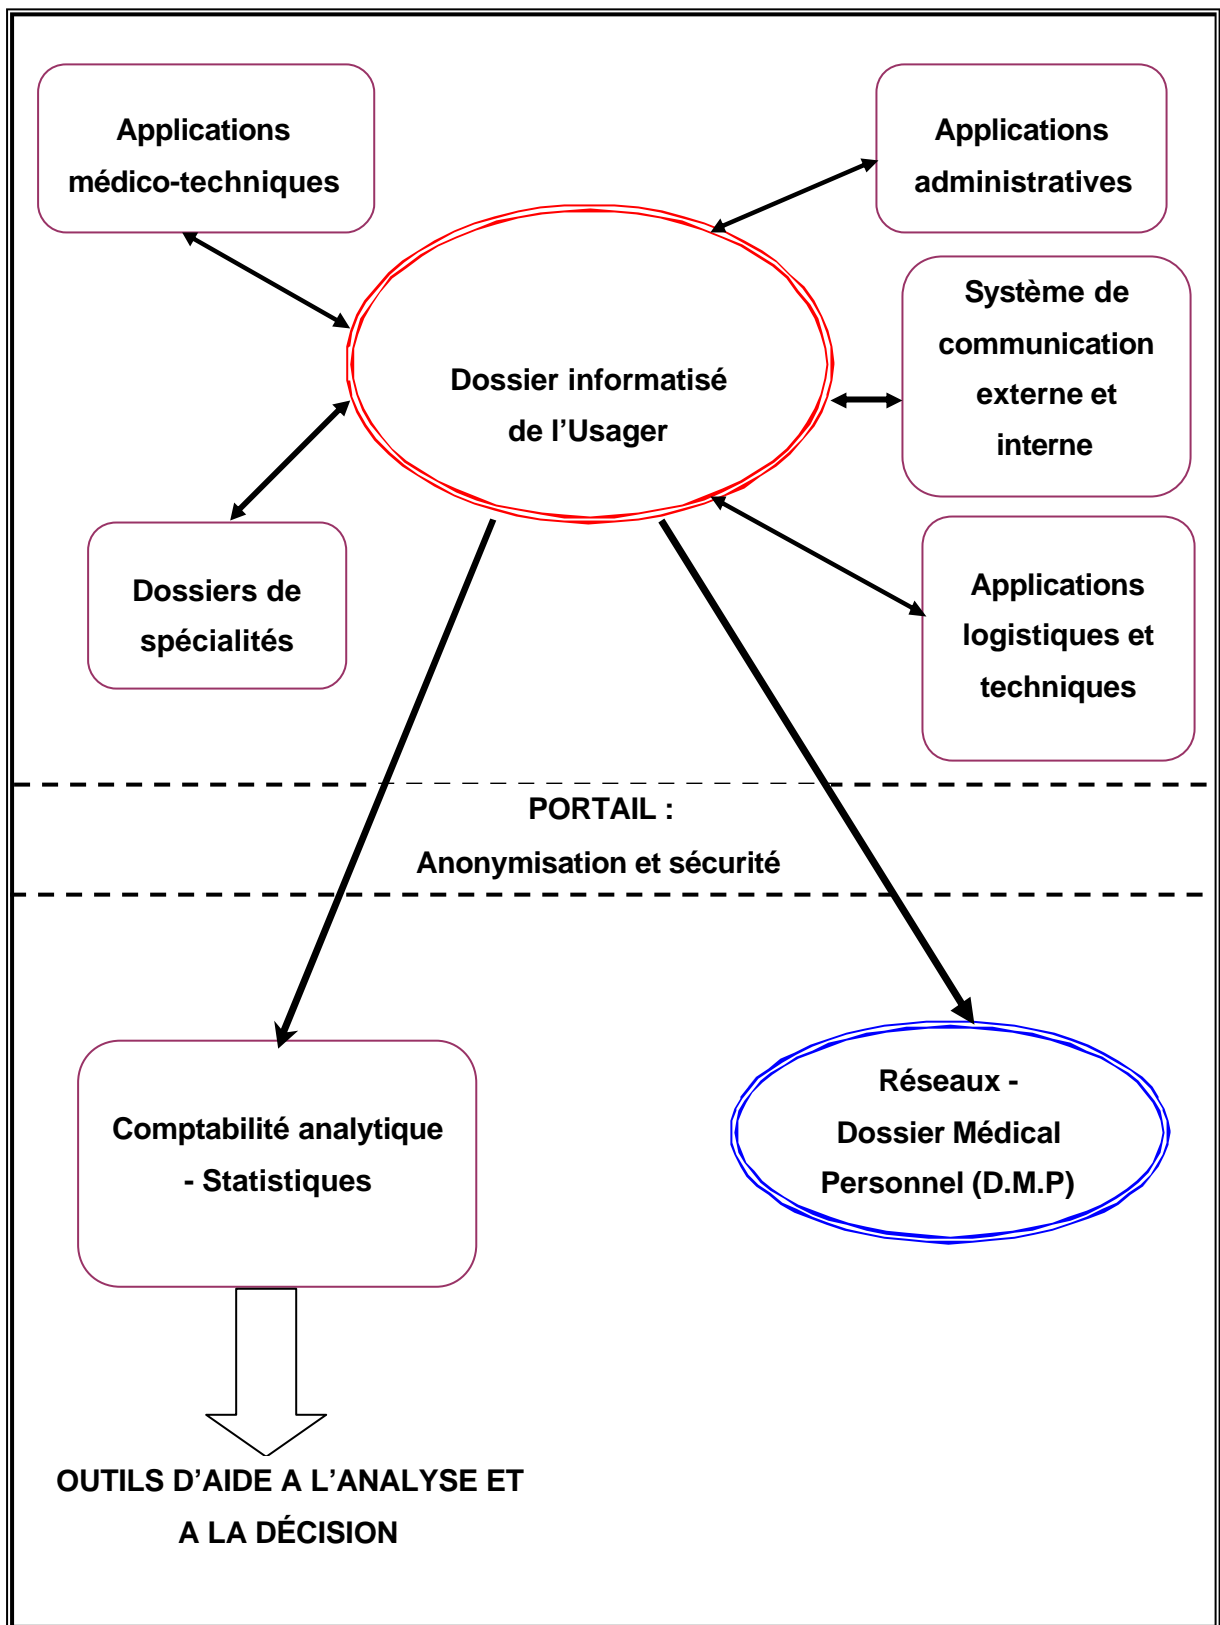 Applications
médico-techniques
Applications
administratives
Système de
communication
externe et
interne
Dossier informatisé
de l’Usager
Dossiers de
spécialités
Applications
logistiques et
techniques
PORTAIL :
Anonymisation et sécurité
Comptabilité analytique
- Statistiques
Réseaux -
Dossier Médical
Personnel (D.M.P)
OUTILS D’AIDE A L’ANALYSE ET
A LA DÉCISION